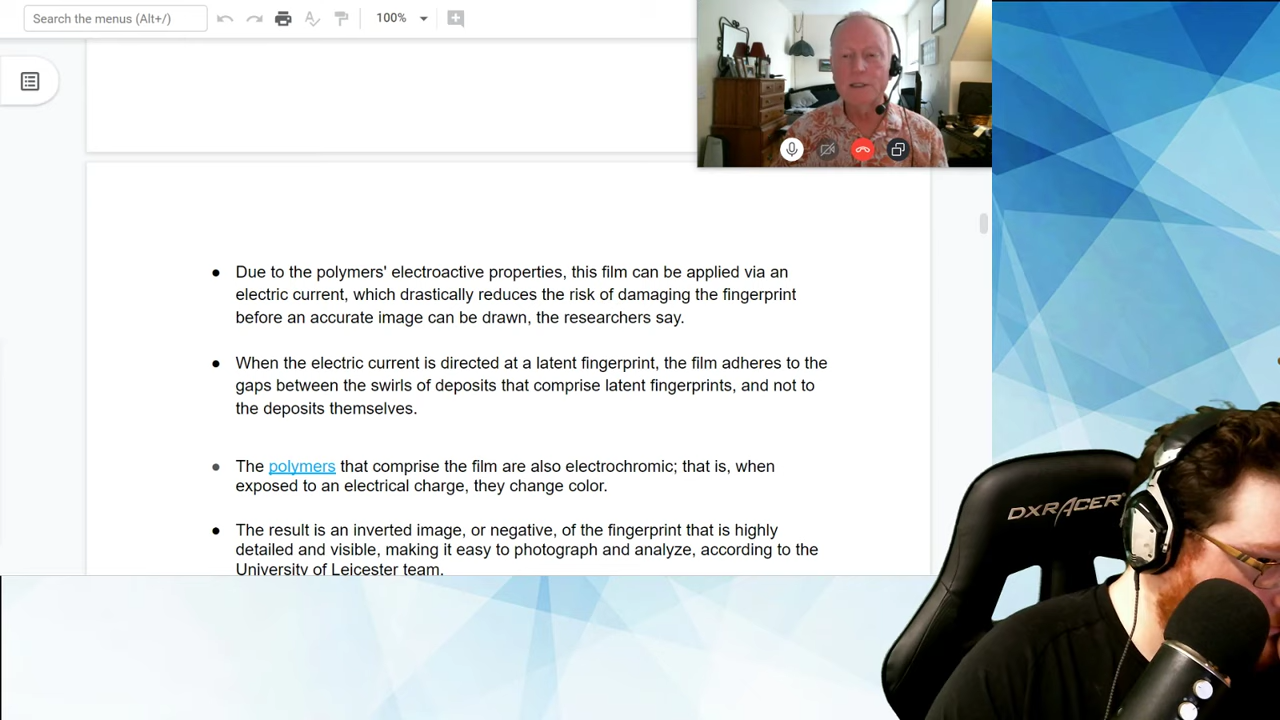 Search the menus (Alt+/)
100%
● Due to the polymers' electroactive properties, this film can be applied via an
electric current, which drastically reduces the risk of damaging the fingerprint
before an accurate image can be drawn, the researchers say.
● When the electric current is directed at a latent fingerprint, the film adheres to the
gaps between the swirls of deposits that comprise latent fingerprints, and not to
the deposits themselves.
● The polymers that comprise the film are also electrochromic; that is, when
exposed to an electrical charge, they change color.
● The result is an inverted image, or negative, of the fingerprint that is highly
detailed and visible, making it easy to photograph and analyze, according to the
University of Leicester team.
DXRACER